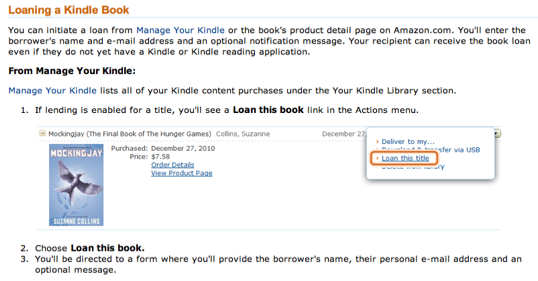 Loaning a Kindle Book
You can initiate a loan from Manage Your Kindle or the book's product detail page on Amazon.com. You'll enter the
borrower's name and e-mail address and an optional notification message. Your recipient can receive the book loan
even if they do not yet have a Kindle or Kindle reading application.
From Manage Your Kindle:
Manage Your Kindle lists all of your Kindle content purchases under the Your Kindle Library section.
1. If lending is enabled for a title, you'll see a Loan this book link in the Actions menu.
Mockingjay (The Final Book of The Hunger Games) Collins, Suzanne December 27,
Purchased: December 27, 2010
Price: $7.58
Order Details
View Product Page
MOCKINGJAY
SUZANNE COLLINS
› Deliver to my...
via USB
› Loan this title
2. Choose Loan this book.
3. You'll be directed to a form where you'll provide the borrower's name, their personal e-mail address and an
optional message.